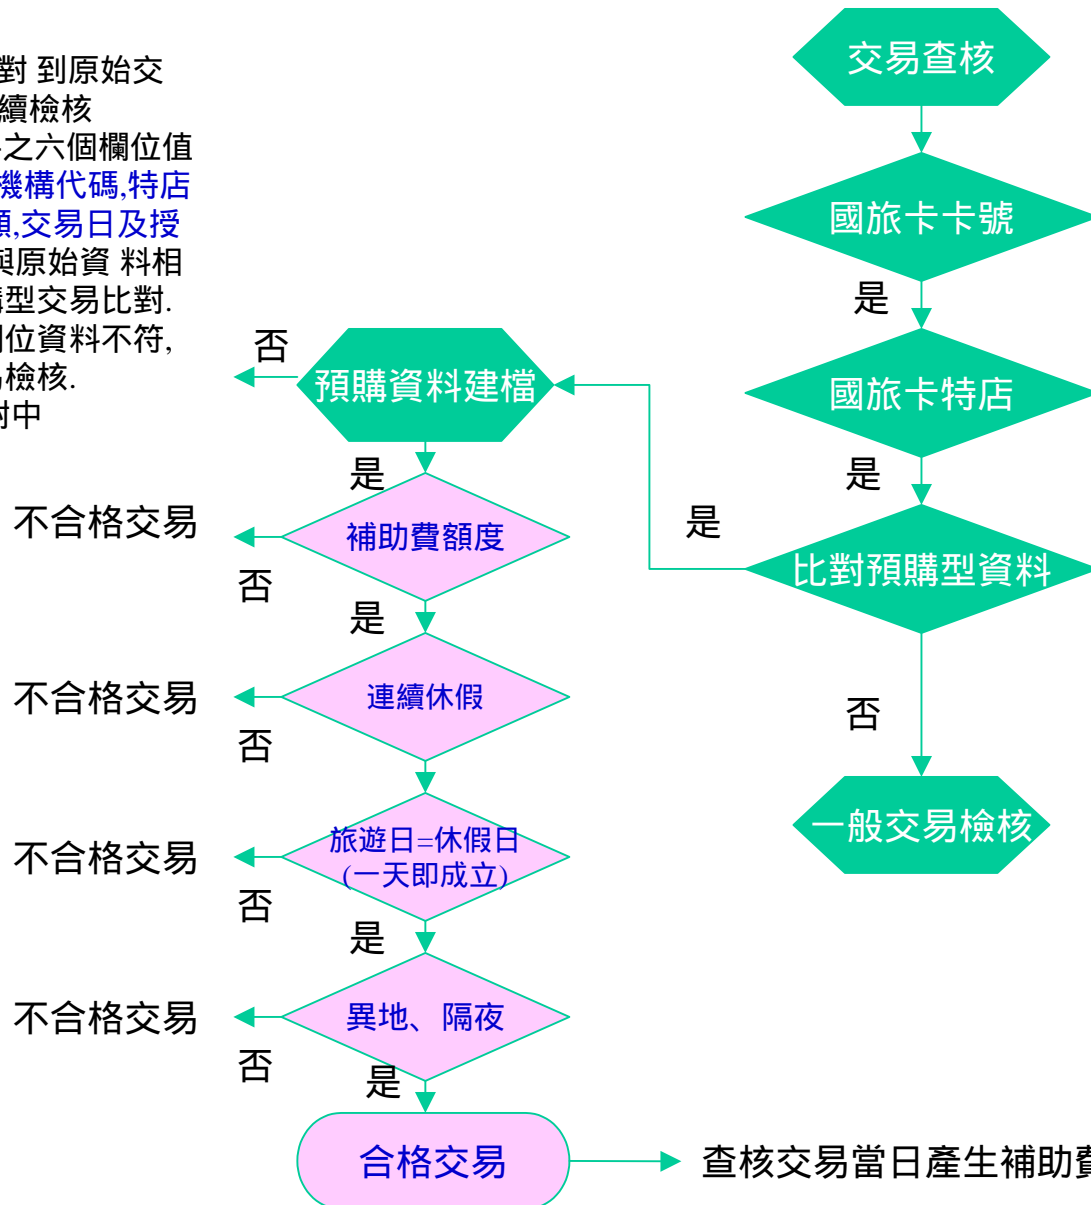 對 到原始交
續檢核
之六個欄位值
機構代碼,特店
,交易日及授
與原始資 料相
型交易比對.
位資料不符,
檢核.
對中
交易查核
國旅卡卡號
是
國旅卡特店
是
比對預購型資料
是
否
一般交易檢核
否
預購資料建檔
是
補助費額度
不合格交易
否
是
連續休假
不合格交易
否
旅遊日=休假日
(一天即成立)
不合格交易
否
是
異地、隔夜
不合格交易
否
是
合格交易
查核交易當日產生補助費